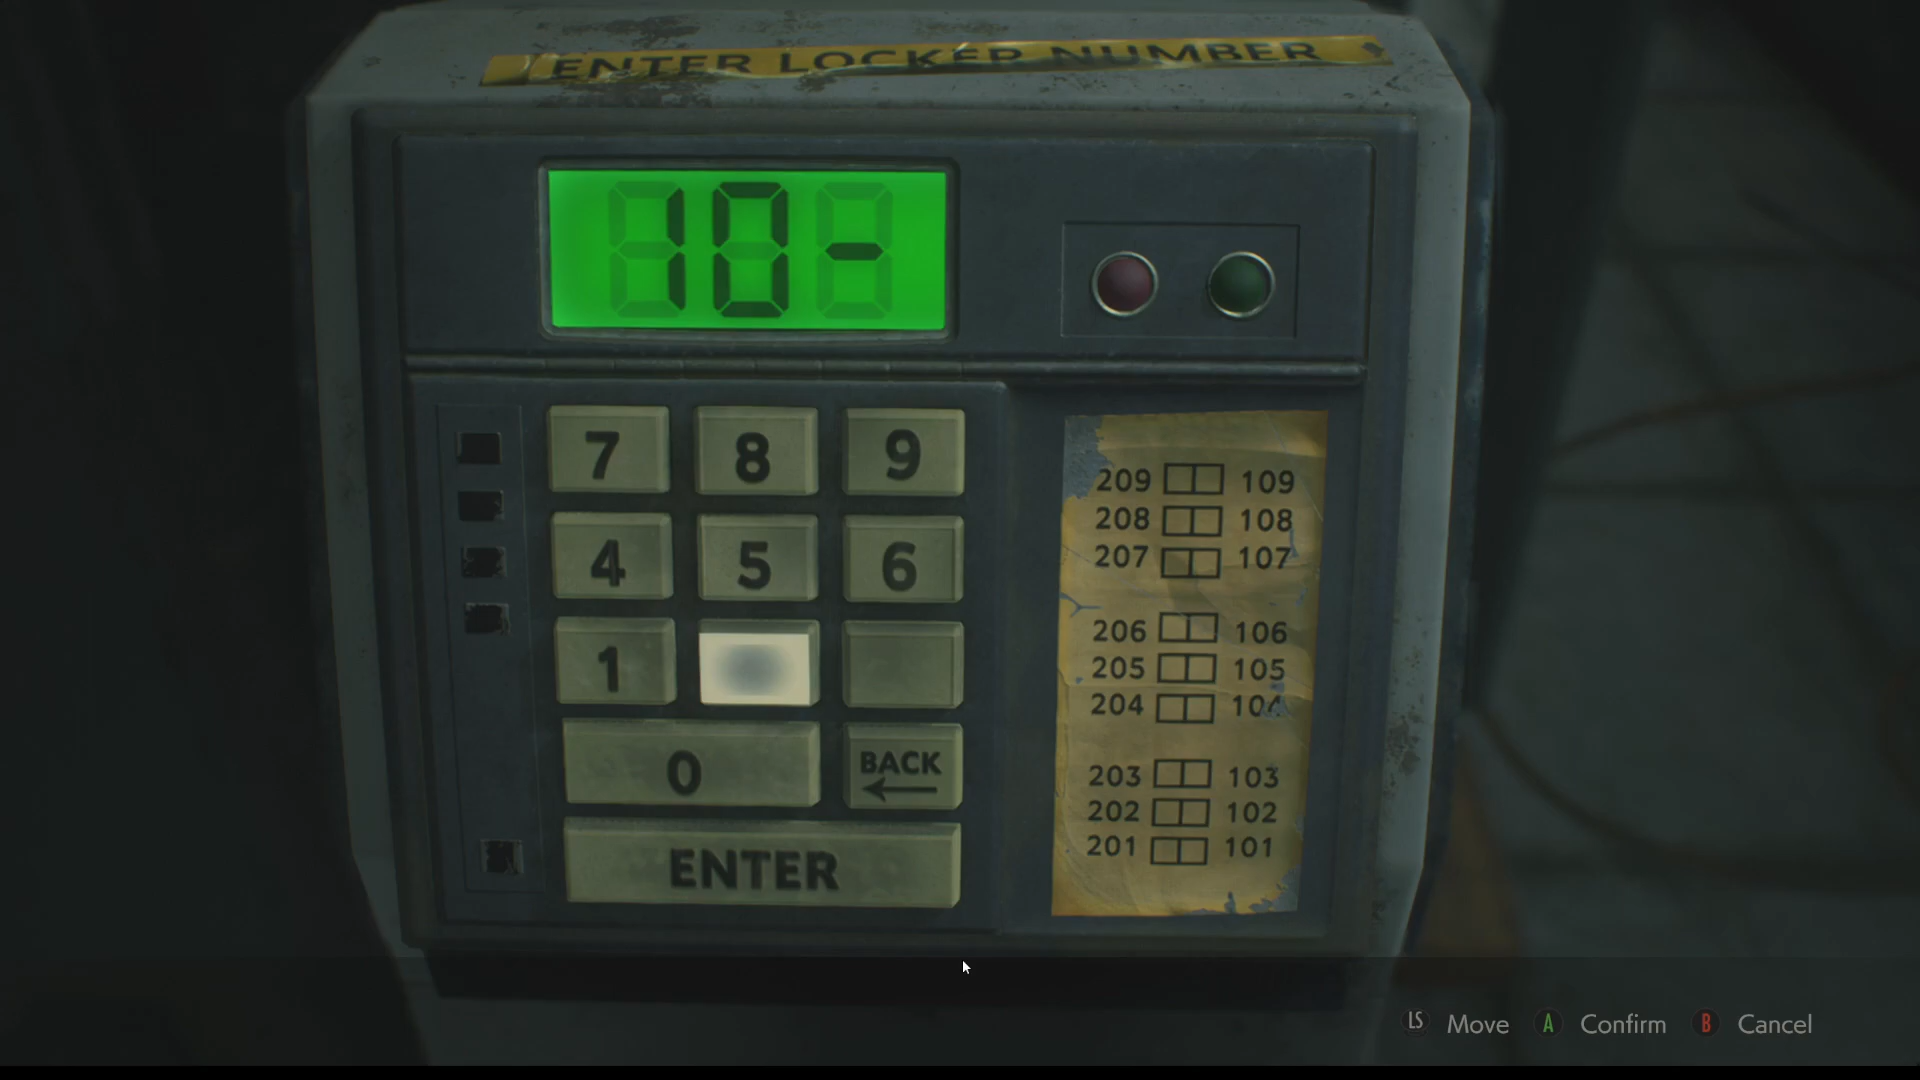 ENTER LOCKER NUMBER
10-
7 8 9
4 5 6
1
0 BACK
ENTER
209 109
208 108
207 107
206 106
205 105
204 104
203 103
202 102
201 101
LS Move A Confirm B Cancel